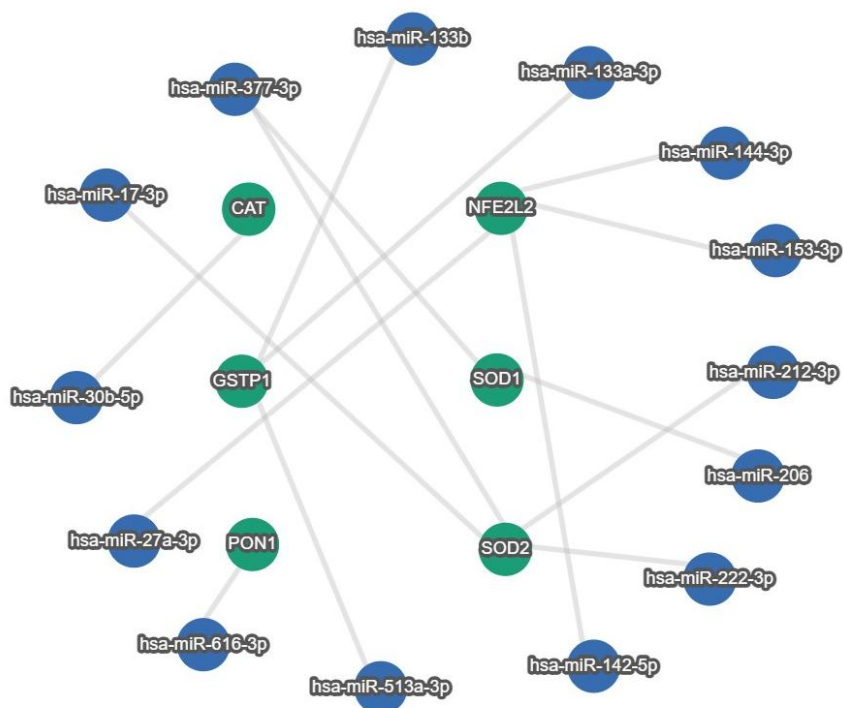 hsa-miR-133b
hsa-miR-133a-3p
hsa-miR-377-3p
hsa-miR-144-3p
hsa-miR-17-3p
CAT
NFE2L2
hsa-miR-153-3p
hsa-miR-212-3p
GSTP1
SOD1
hsa-miR-30b-5p
hsa-miR-206
hsa-miR-27a-3p
PON1
SOD2
hsa-miR-222-3p
hsa-miR-616-3p
hsa-miR-142-5p
hsa-miR-513a-3p